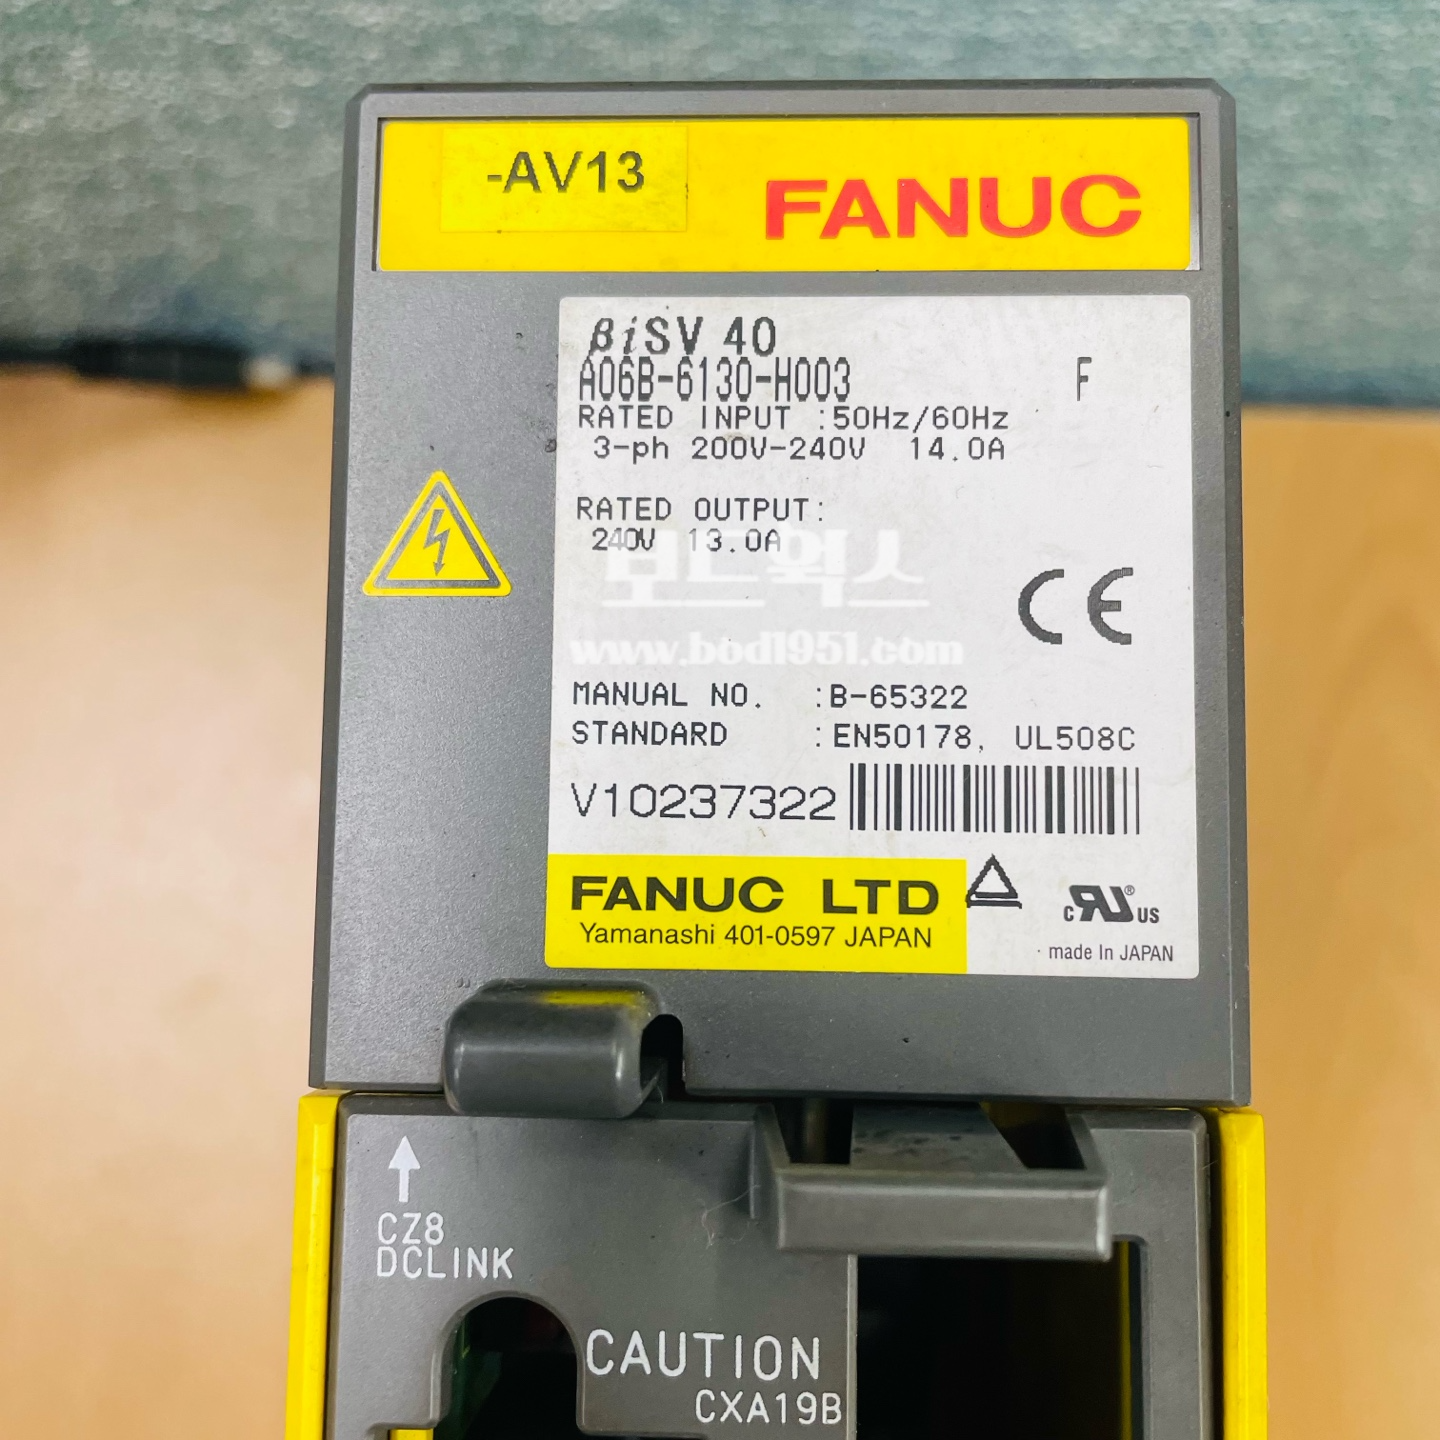 -AV13
FANUC
βiSV 40
A06B-6130-H003 F
RATED INPUT :50Hz/60Hz
3-ph 200V-240V 14.0A
RATED OUTPUT:
240V 13.0A
보드웍스
www.bod1951.com
CE
MANUAL NO. :B-65322
STANDARD :EN50178, UL508C
V10237322
FANUC LTD
Yamanashi 401-0597 JAPAN
c RU ® US
made In JAPAN
CZ8
DCLINK
CAUTION
CXA19B